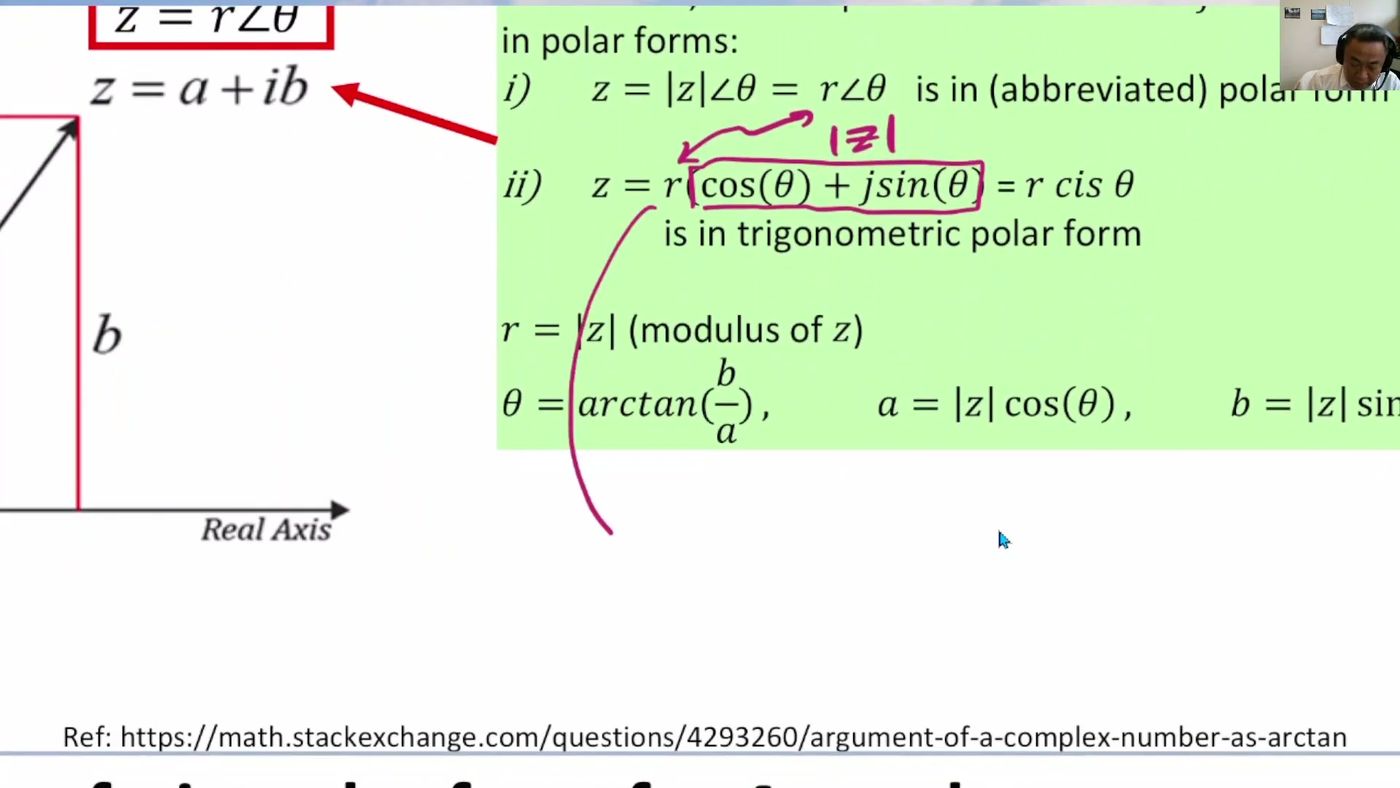 z = r∠θ
z = a + ib
b
Real Axis
in polar forms:
i) z = |z|∠θ = r∠θ is in (abbreviated) polar form
|z|
ii) z = r(cos(θ) + jsin(θ) = r cis θ
is in trigonometric polar form
r = |z| (modulus of z)
θ = arctan(b/a), a = |z| cos(θ), b = |z| sin
Ref: https://math.stackexchange.com/questions/4293260/argument-of-a-complex-number-as-arctan